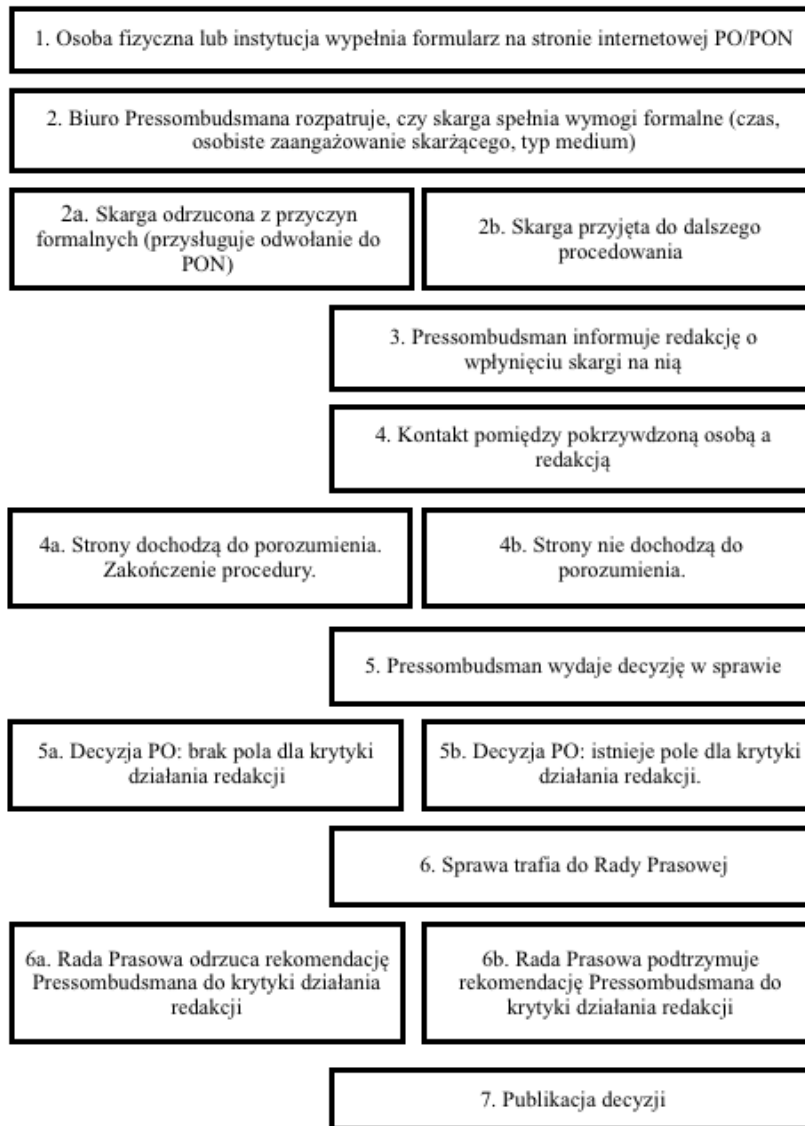 1. Osoba fizyczna lub instytucja wypełnia formularz na stronie internetowej PO/PON
2. Biuro Pressombudsmana rozpatruje, czy skarga spełnia wymogi formalne (czas,
osobiste zaangażowanie skarżącego, typ medium)
2a. Skarga odrzucona z przyczyn
formalnych (przysługuje odwołanie do
PON)
2b. Skarga przyjęta do dalszego
procedowania
3. Pressombudsman informuje redakcję o
wpłynięciu skargi na nią
4. Kontakt pomiędzy pokrzywdzoną osobą a
redakcją
4a. Strony dochodzą do porozumienia.
Zakończenie procedury.
4b. Strony nie dochodzą do
porozumienia.
5. Pressombudsman wydaje decyzję w sprawie
5a. Decyzja PO: brak pola dla krytyki
działania redakcji
5b. Decyzja PO: istnieje pole dla krytyki
działania redakcji.
6. Sprawa trafia do Rady Prasowej
6a. Rada Prasowa odrzuca rekomendację
Pressombudsmana do krytyki działania
redakcji
6b. Rada Prasowa podtrzymuje
rekomendację Pressombudsmana do
krytyki działania redakcji
7. Publikacja decyzji